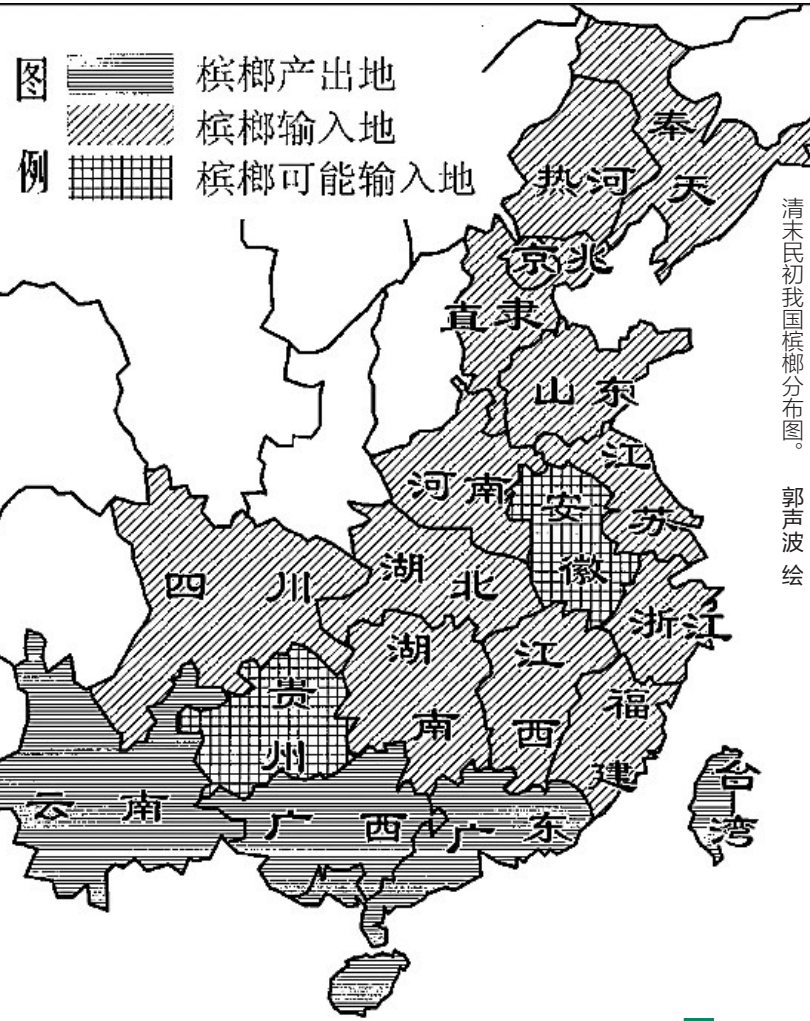 图例
槟榔产出地
槟榔输入地
槟榔可能输入地
奉天
热河
京兆
直隶
山东
河南
江苏
安徽
四川
湖北
浙江
湖南
江西
贵州
福建
云南
广西
广东
台湾
清末民初我国槟榔分布图。 郭声波 绘